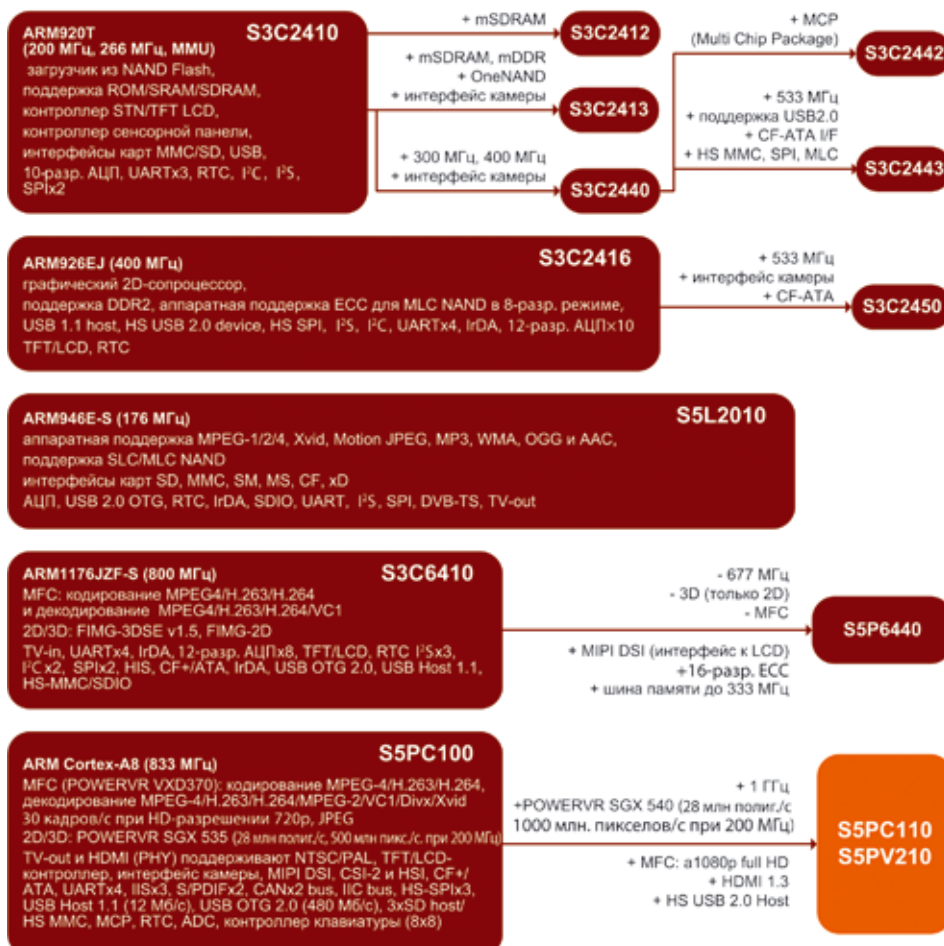 ARM920T S3C2410
(200 МГц, 266 МГц, MMU)
загрузчик из NAND Flash,
поддержка ROM/SRAM/SDRAM,
контроллер STN/TFT LCD,
контроллер сенсорной панели,
интерфейсы карт MMC/SD, USB,
10-разр. АЦП, UARTx3, RTC, I²C, I²S,
SPIx2
+ mSDRAM
S3C2412
+ mSDRAM, mDDR
+ OneNAND
+ интерфейс камеры
S3C2413
+ 300 МГц, 400 МГц
+ интерфейс камеры
S3C2440
+ MCP
(Multi Chip Package)
S3C2442
+ 533 МГц
+ поддержка USB2.0
+ CF-ATA I/F
+ HS MMC, SPI, MLC
S3C2443
ARM926EJ (400 МГц) S3C2416
графический 2D-сопроцессор,
поддержка DDR2, аппаратная поддержка ECC для MLC NAND в 8-разр. режиме,
USB 1.1 host, HS USB 2.0 device, HS SPI, I²S, I²C, UARTx4, IrDA, 12-разр. АЦП×10
TFT/LCD, RTC
+ 533 МГц
+ интерфейс камеры
+ CF-ATA
S3C2450
ARM946E-S (176 МГц) S5L2010
аппаратная поддержка MPEG-1/2/4, Xvid, Motion JPEG, MP3, WMA, OGG и AAC,
поддержка SLC/MLC NAND
интерфейсы карт SD, MMC, SM, MS, CF, xD
АЦП, USB 2.0 OTG, RTC, IrDA, SDIO, UART, I²S, SPI, DVB-TS, TV-out
ARM1176JZF-S (800 МГц) S3C6410
MFC: кодирование MPEG4/H.263/H.264
и декодирование MPEG4/H.263/H.264/VC1
2D/3D: FIMG-3DSE v1.5, FIMG-2D
TV-in, UARTx4, IrDA, 12-разр. АЦПx8, TFT/LCD, RTC I²Sx3,
I²Cx2, SPIx2, HIS, CF+/ATA, IrDA, USB OTG 2.0, USB Host 1.1,
HS-MMC/SDIO
- 677 МГц
- 3D (только 2D)
- MFC
+ MIPI DSI (интерфейс к LCD)
+16-разр. ECC
+ шина памяти до 333 МГц
S5P6440
ARM Cortex-A8 (833 МГц) S5PC100
MFC (POWERVR VXD370): кодирование MPEG-4/H.263/H.264,
декодирование MPEG-4/H.263/H.264/MPEG-2/VC1/Divx/Xvid
30 кадров/с при HD-разрешении 720p, JPEG
2D/3D: POWERVR SGX 535 (28 млн полиг./с, 500 млн пикс./с. при 200 МГц)
TV-out и HDMI (PHY) поддерживают NTSC/PAL, TFT/LCD-
контроллер, интерфейс камеры, MIPI DSI, CSI-2 и HSI, CF+/
ATA, UARTx4, IISx3, S/PDIFx2, CANx2 bus, IIC bus, HS-SPIx3,
USB Host 1.1 (12 Мб/с), USB OTG 2.0 (480 Мб/с), 3xSD host/
HS MMC, MCP, RTC, ADC, контроллер клавиатуры (8x8)
+ 1 ГГц
+POWERVR SGX 540 (28 млн полиг./с
1000 млн. пикселов/с при 200 МГц)
+ MFC: a1080p full HD
+ HDMI 1.3
+ HS USB 2.0 Host
S5PC110
S5PV210